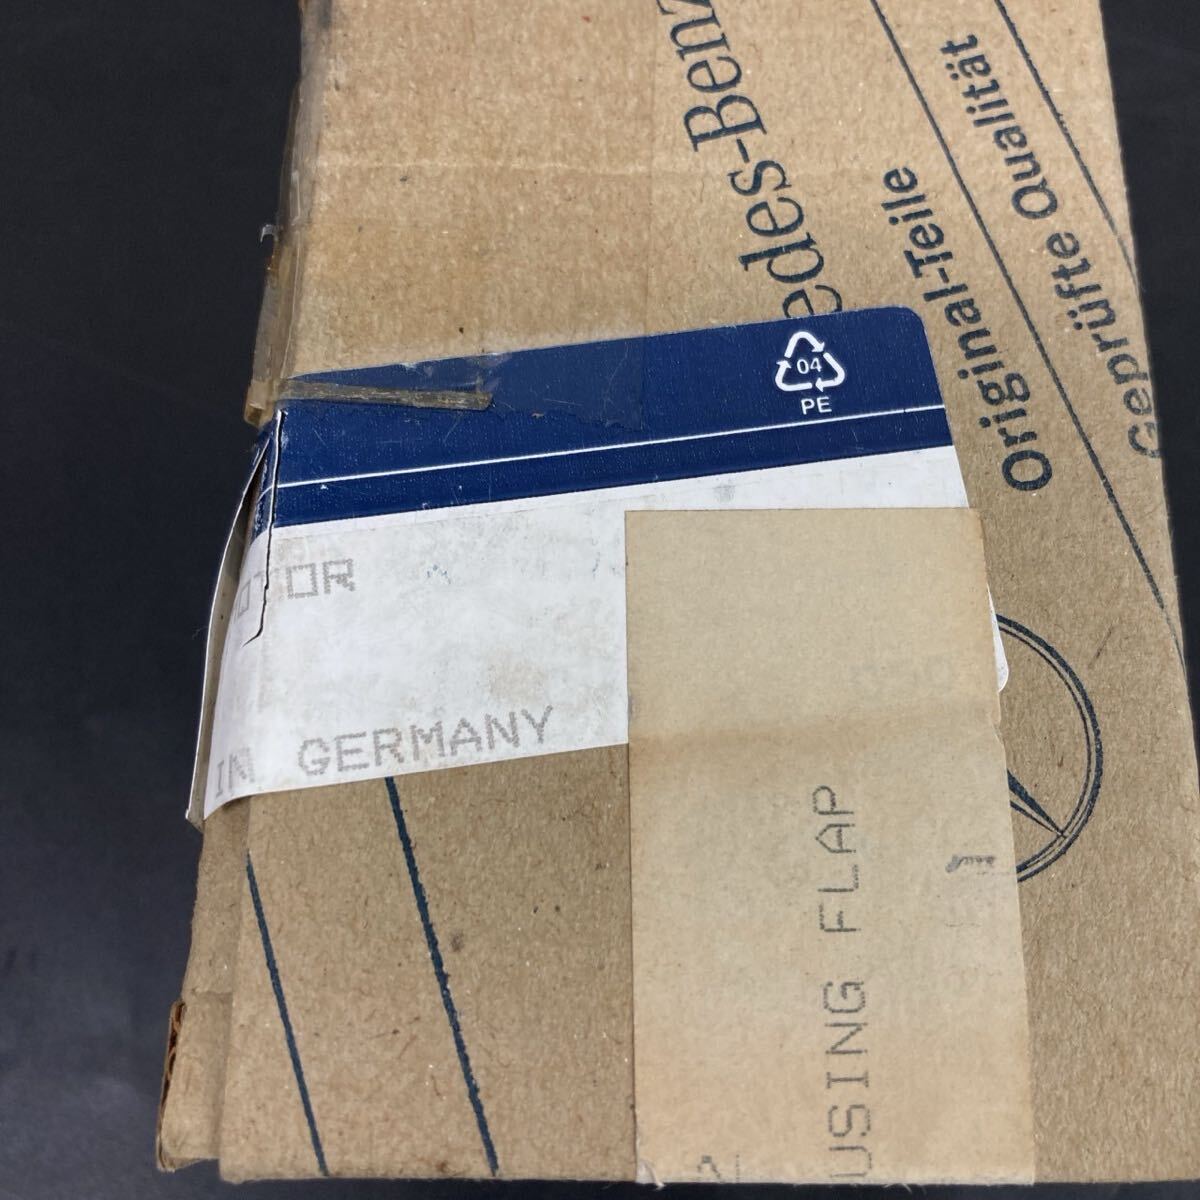 edes-Benz
Original-Teile
Geprüfte Qualität
04
PE
OTOR
IN GERMANY
USING FLAP